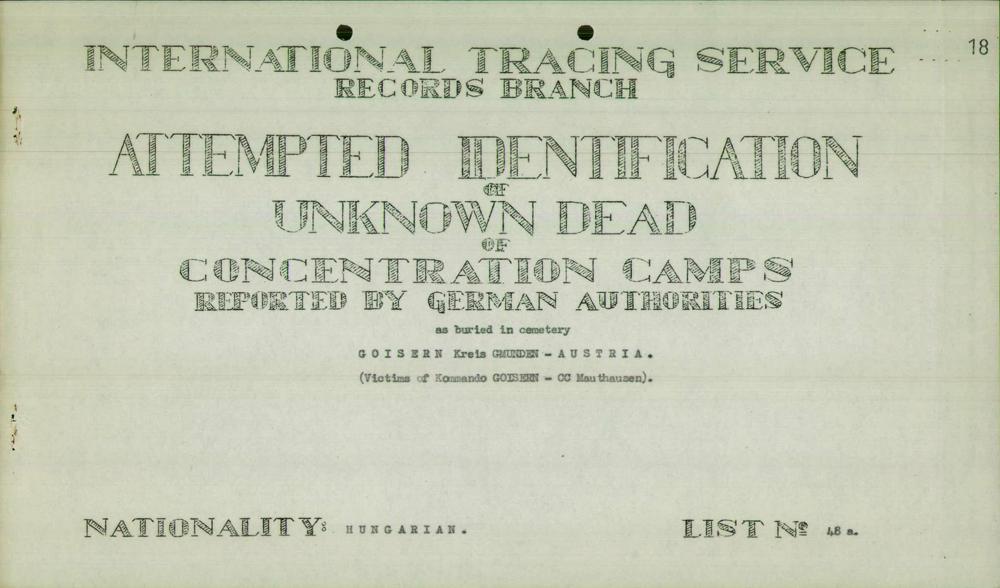 18
INTERNATIONAL TRACING SERVICE
RECORDS BRANCH
ATTEMPTED IDENTIFICATION
OF
UNKNOWN DEAD
OF
CONCENTRATION CAMPS
REPORTED BY GERMAN AUTHORITIES
as buried in cemetery
GOISERN Kreis GMUNDEN - AUSTRIA.
(Victims of Kommando GOISERN - CC Mauthausen).
NATIONALITY: HUNGARIAN. LIST Nº 48 a.